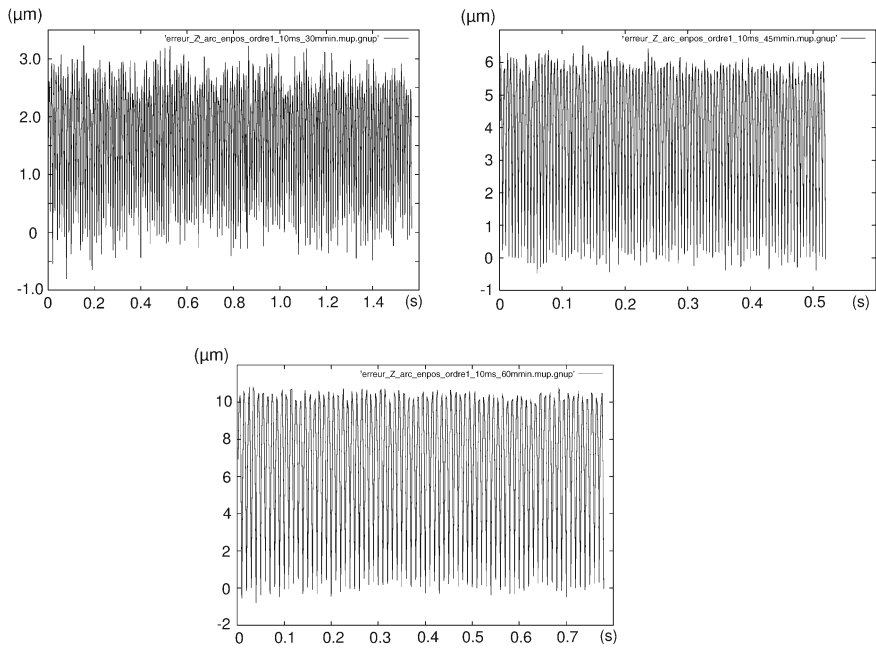 (μm)
'erreur_Z_arc_enpos_ordre1_10ms_30mmin.mup.gnup'
3.0
2.0
1.0
0
-1.0
0 0.2 0.4 0.6 0.8 1.0 1.2 1.4 (s)
(μm)
'erreur_Z_arc_enpos_ordre1_10ms_45mmin.mup.gnup'
6
5
4
3
2
1
0
-1
0 0.1 0.2 0.3 0.4 0.5 (s)
(μm)
'erreur_Z_arc_enpos_ordre1_10ms_60mmin.mup.gnup'
10
8
6
4
2
0
-2
0 0.1 0.2 0.3 0.4 0.5 0.6 0.7 (s)